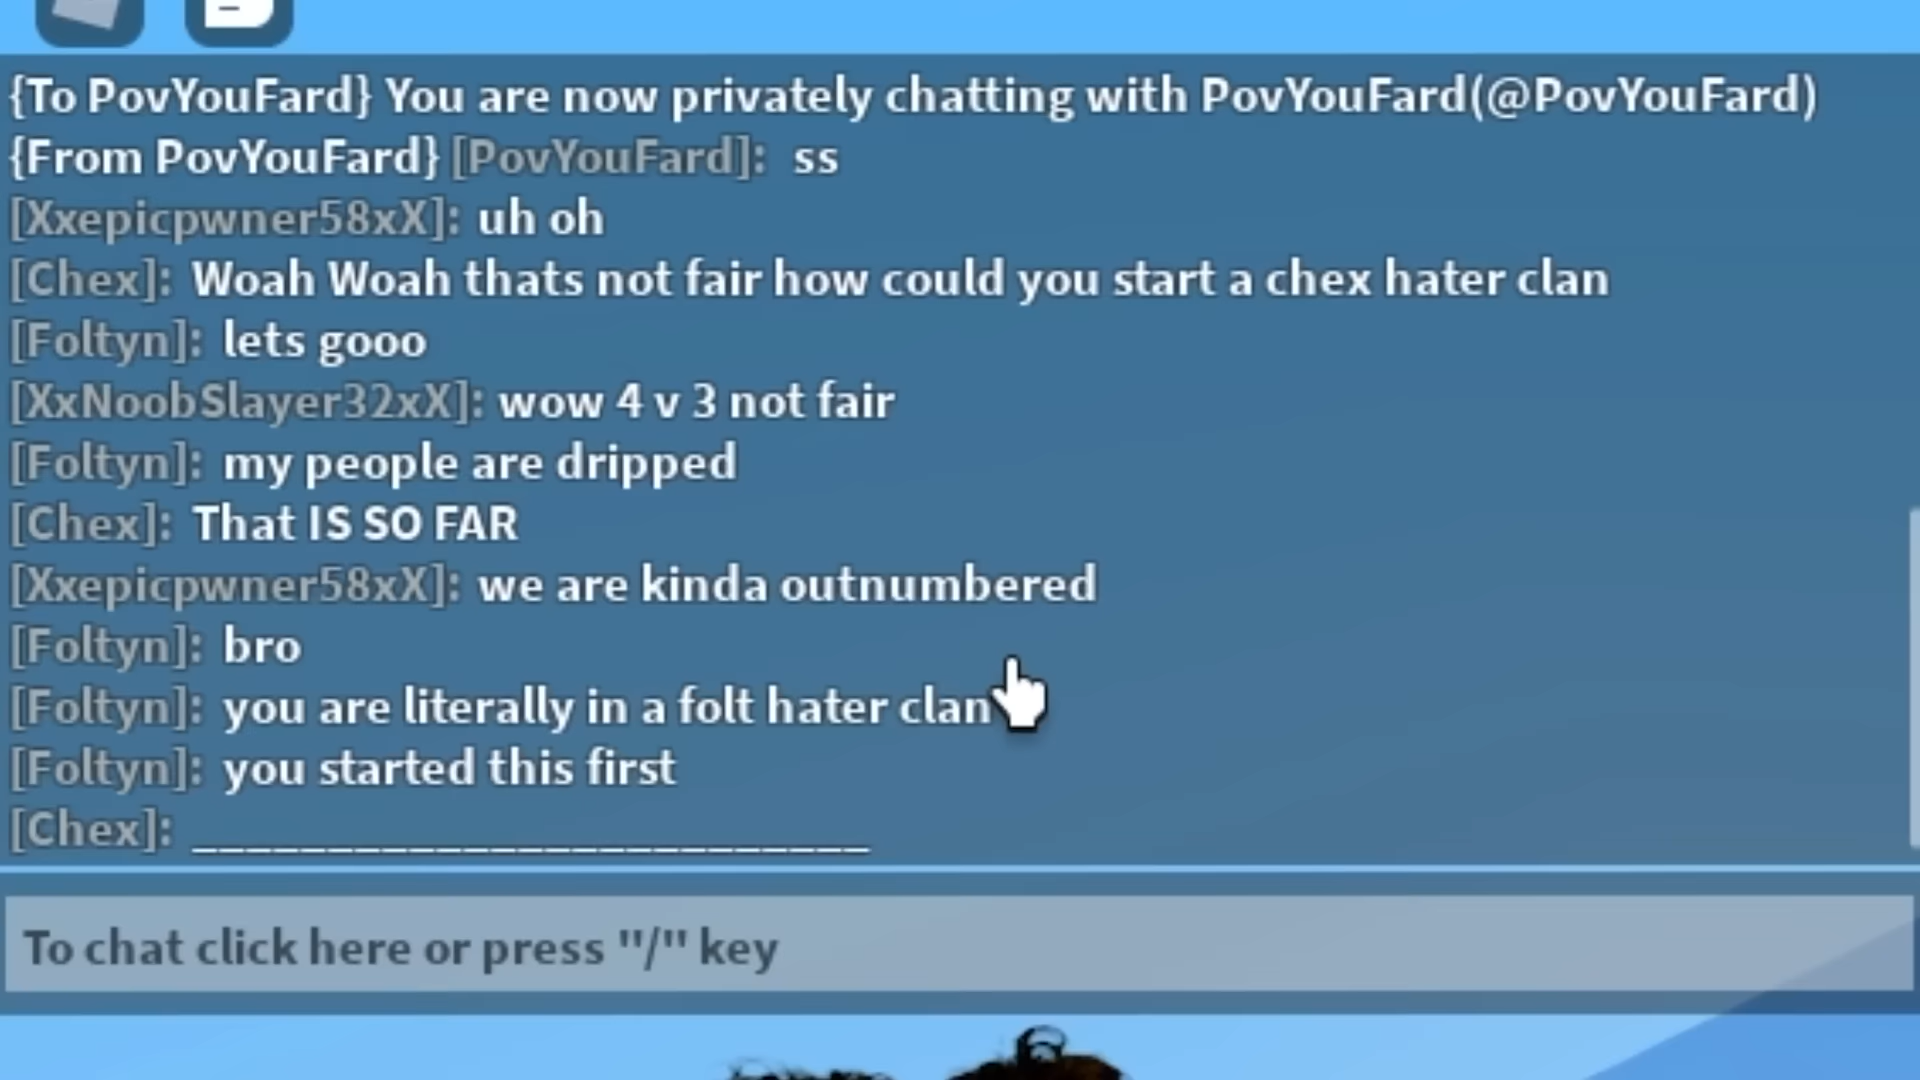 {To PovYouFard} You are now privately chatting with PovYouFard(@PovYouFard)
{From PovYouFard} [PovYouFard]: ss
[Xxepicpwner58xX]: uh oh
[Chex]: Woah Woah thats not fair how could you start a chex hater clan
[Foltyn]: lets gooo
[XxNoobSlayer32xX]: wow 4 v 3 not fair
[Foltyn]: my people are dripped
[Chex]: That IS SO FAR
[Xxepicpwner58xX]: we are kinda outnumbered
[Foltyn]: bro
[Foltyn]: you are literally in a folt hater clan
[Foltyn]: you started this first
[Chex]: _________________________
To chat click here or press "/" key